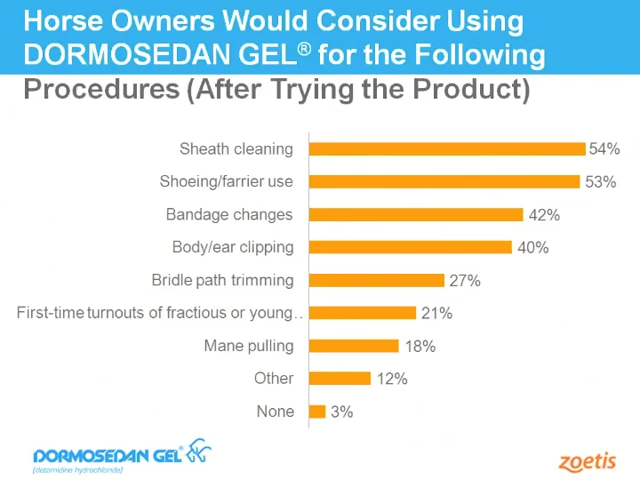 Horse Owners Would Consider Using
DORMOSEDAN GEL® for the Following
Procedures (After Trying the Product)
Sheath cleaning 54%
Shoeing/farrier use 53%
Bandage changes 42%
Body/ear clipping 40%
Bridle path trimming 27%
First-time turnouts of fractious or young.. 21%
Mane pulling 18%
Other 12%
None 3%
DORMOSEDAN GEL®
(detomidine hydrochloride)
zoetis